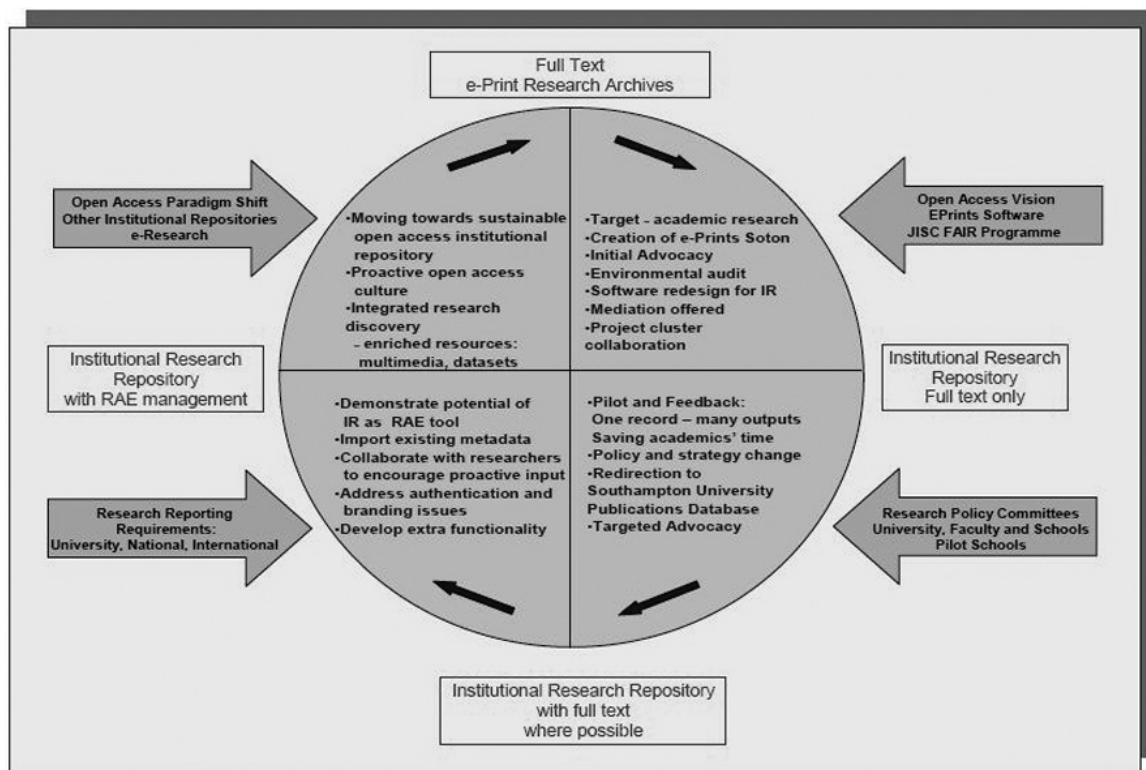 Full Text
e-Print Research Archives
Open Access Paradigm Shift
Other Institutional Repositories
e-Research
•Moving towards sustainable
open access institutional
repository
•Proactive open access
culture
•Integrated research
discovery
– enriched resources:
multimedia, datasets
•Target – academic research
•Creation of e-Prints Soton
•Initial Advocacy
•Environmental audit
•Software redesign for IR
•Mediation offered
•Project cluster
collaboration
Open Access Vision
EPrints Software
JISC FAIR Programme
Institutional Research
Repository
with RAE management
Institutional Research
Repository
Full text only
•Demonstrate potential of
IR as RAE tool
•Import existing metadata
•Collaborate with researchers
to encourage proactive input
•Address authentication and
branding issues
•Develop extra functionality
•Pilot and Feedback:
One record – many outputs
Saving academics' time
•Policy and strategy change
•Redirection to
Southampton University
Publications Database
•Targeted Advocacy
Research Reporting
Requirements:
University, National, International
Research Policy Committees
University, Faculty and Schools
Pilot Schools
Institutional Research Repository
with full text
where possible